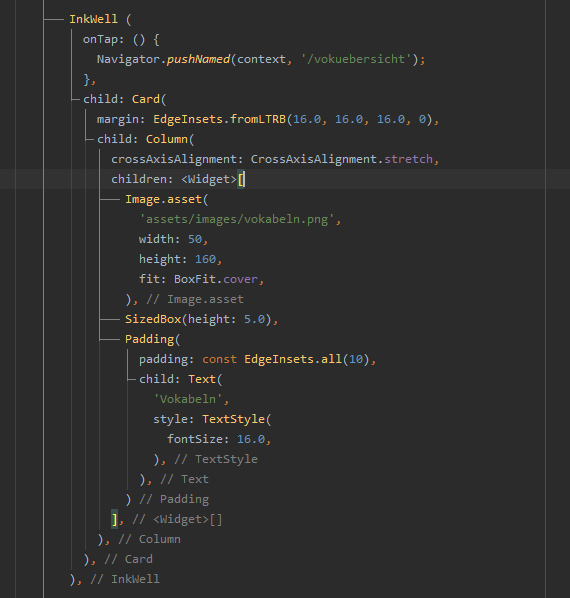 InkWell (
onTap: () {
Navigator.pushNamed(context, '/vokuebersicht');
},
child: Card(
margin: EdgeInsets.fromLTRB(16.0, 16.0, 16.0, 0),
child: Column(
crossAxisAlignment: CrossAxisAlignment.stretch,
children: <Widget>[
Image.asset(
'assets/images/vokabeln.png',
width: 50,
height: 160,
fit: BoxFit.cover,
), // Image.asset
SizedBox(height: 5.0),
Padding(
padding: const EdgeInsets.all(10),
child: Text(
'Vokabeln',
style: TextStyle(
fontSize: 16.0,
), // TextStyle
), // Text
) // Padding
], // <Widget>[]
), // Column
), // Card
), // InkWell